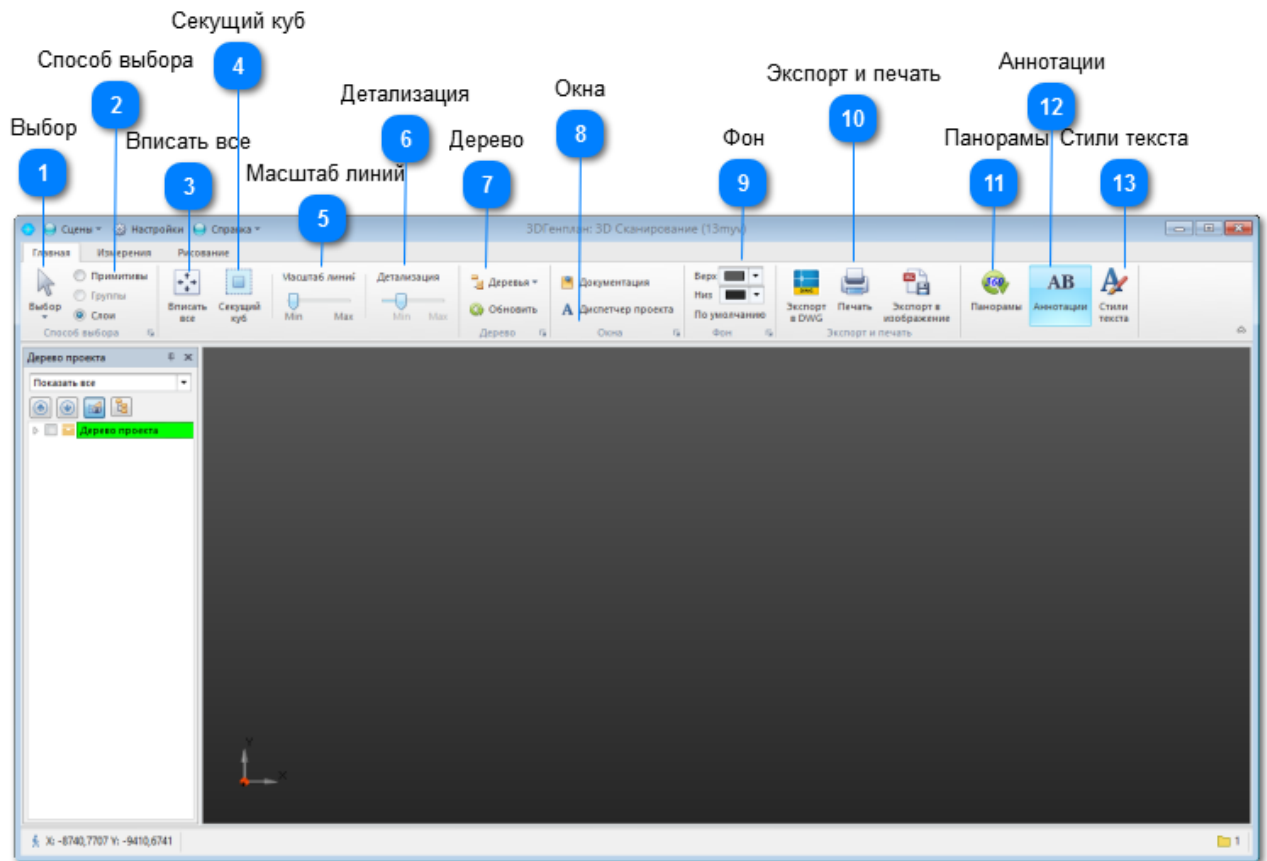 Секущий куб
4
Способ выбора
2
Детализация
6
Окна
8
Экспорт и печать
10
Аннотации
12
Выбор
1
Вписать все
3
Масштаб линий
5
Дерево
7
Фон
9
Панорамы
11
Стили текста
13
Сцены
Настройки
Справка
3DГенплан: 3D Сканирование (13myv)
Главная
Измерения
Рисование
Выбор
Примитивы
Группы
Слои
Способ выбора
Вписать все
Секущий куб
Масштаб линий
Min Max
Детализация
Min Max
Деревья
Обновить
Дерево
Документация
Диспетчер проекта
Окна
Верх
Низ
По умолчанию
Фон
Экспорт в DWG
Печать
Экспорт в изображение
Экспорт и печать
360
Панорамы
AB
Аннотации
Стили текста
Дерево проекта
Показать все
Дерево проекта
Y
X
X: -8740,7707 Y: -9410,6741
1